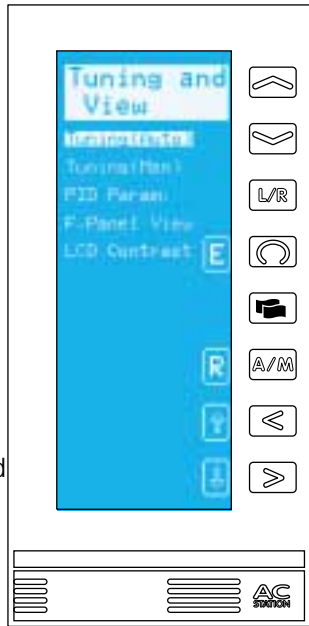 Tuning and
View
Tuning(Auto)
Tuning(Man)
PID Param.
F-Panel View
LCD Contrast
E
R
L/R
A/M
d
AC
STATION